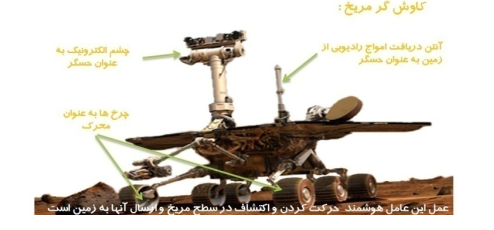 کاوش گر مریخ :
آنتن دریافت امواج رادیویی از
زمین به عنوان حسگر
چشم الکترونیک به
عنوان حسگر
چرخ ها به عنوان
محرک
عمل این عامل هوشمند حرکت کردن و اکتشاف در سطح مریخ و ارسال آنها به زمین است